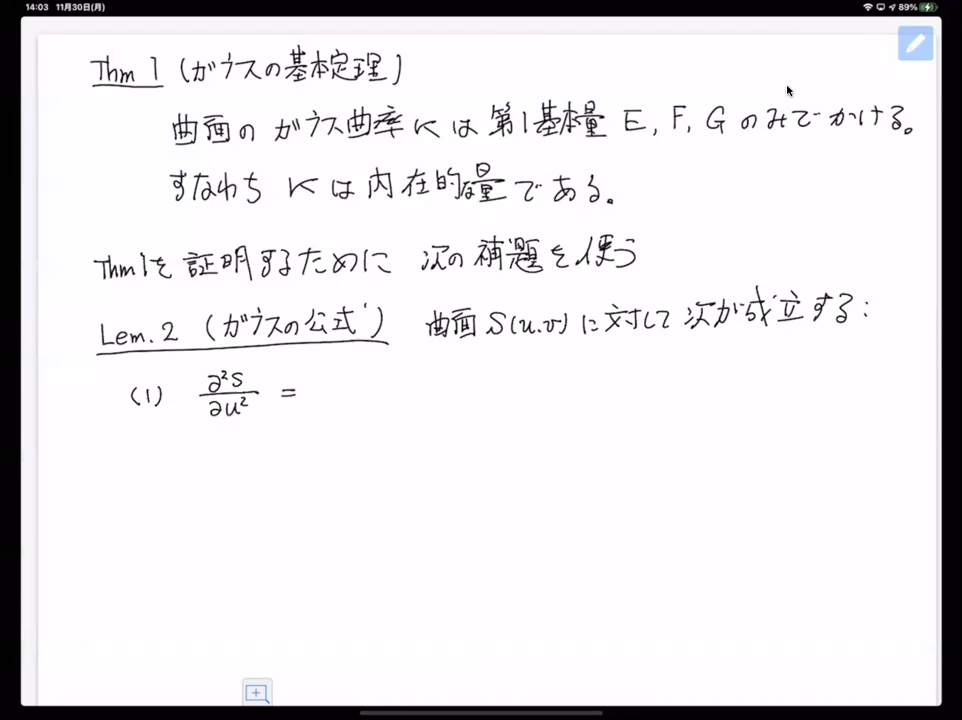 14:03 11月30日(月)
89%
Thm 1 (ガウスの基本定理)
曲面の ガウス曲率 K は 第1基本量 E, F, G のみで かける。
すなわち K は 内在的な量である。
Thm1を 証明するために 次の 補題を 使う
Lem. 2 (ガウスの公式) 曲面 S(u,v) に 対して 次が成立する:
(1) ∂²S/∂u² =